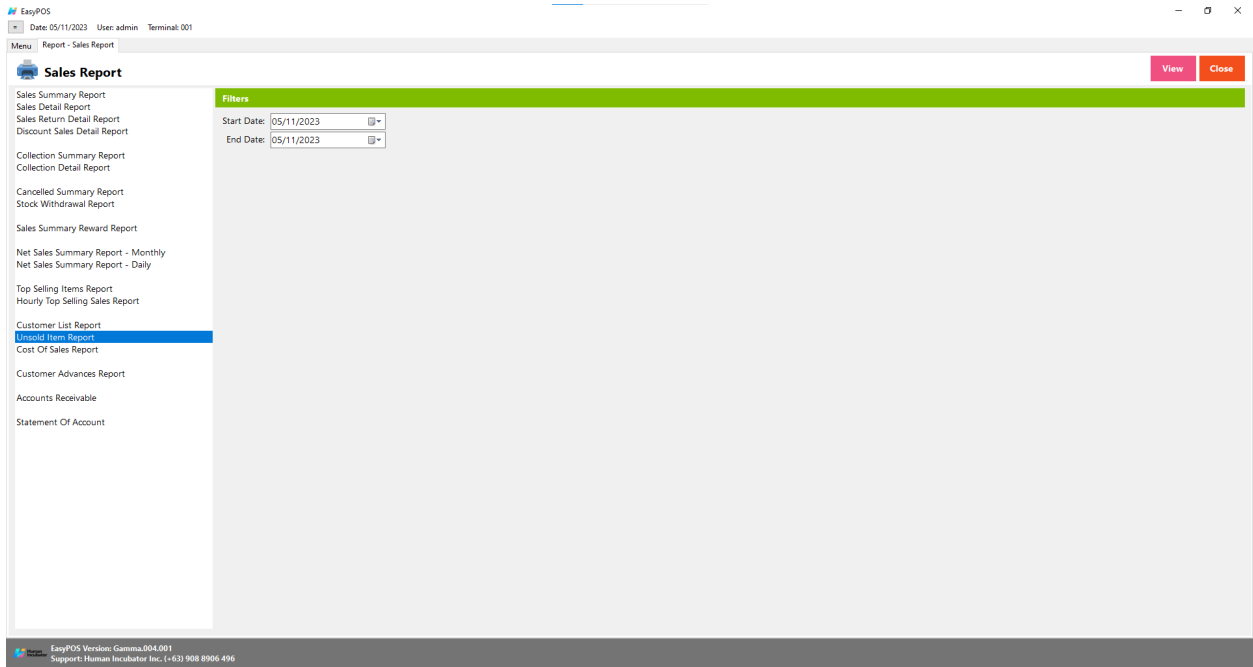 EasyPOS
Date: 05/11/2023 User: admin Terminal: 001
Menu Report - Sales Report
Sales Report
View Close
Sales Summary Report
Sales Detail Report
Sales Return Detail Report
Discount Sales Detail Report
Collection Summary Report
Collection Detail Report
Cancelled Summary Report
Stock Withdrawal Report
Sales Summary Reward Report
Net Sales Summary Report - Monthly
Net Sales Summary Report - Daily
Top Selling Items Report
Hourly Top Selling Sales Report
Customer List Report
Unsold Item Report
Cost Of Sales Report
Customer Advances Report
Accounts Receivable
Statement Of Account
Filters
Start Date: 05/11/2023
End Date: 05/11/2023
Human
Incubator
EasyPOS Version: Gamma.004.001
Support: Human Incubator Inc. (+63) 908 8906 496